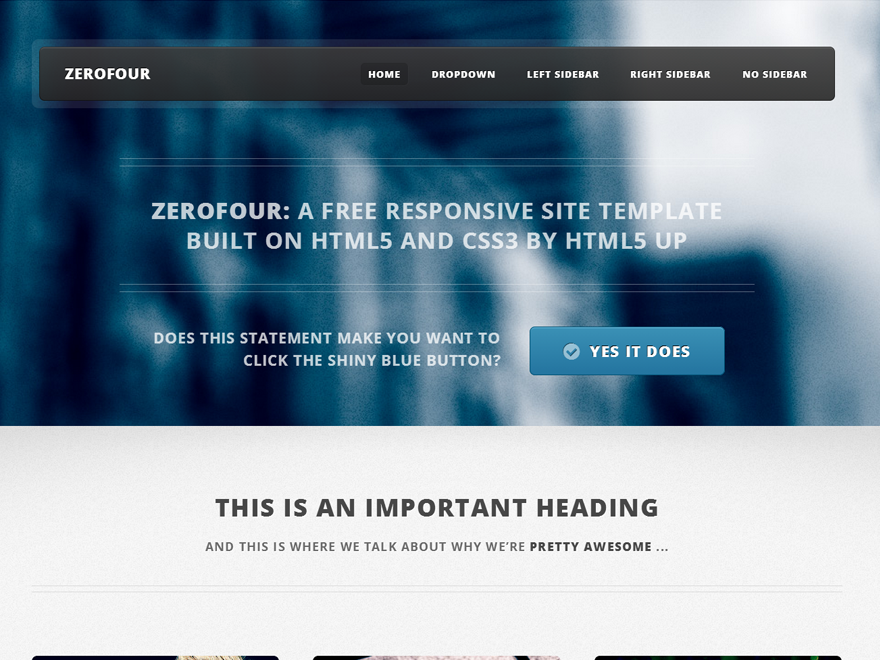 ZEROFOUR
HOME DROPDOWN LEFT SIDEBAR RIGHT SIDEBAR NO SIDEBAR
ZEROFOUR: A FREE RESPONSIVE SITE TEMPLATE
BUILT ON HTML5 AND CSS3 BY HTML5 UP
DOES THIS STATEMENT MAKE YOU WANT TO
CLICK THE SHINY BLUE BUTTON?
YES IT DOES
THIS IS AN IMPORTANT HEADING
AND THIS IS WHERE WE TALK ABOUT WHY WE’RE PRETTY AWESOME ...